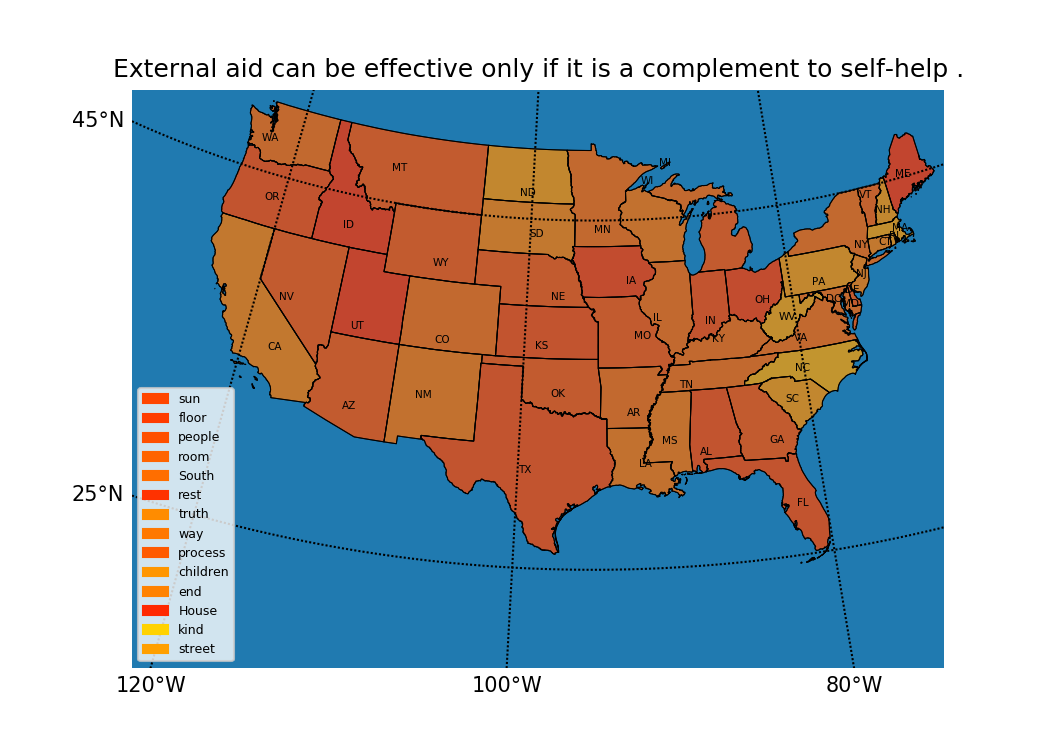 External aid can be effective only if it is a complement to self-help .
45°N
25°N
120°W
100°W
80°W
WA
OR
ID
MT
ND
SD
MN
WI
MI
WY
NV
UT
CA
CO
NE
IA
IL
IN
OH
PA
NY
VT
NH
ME
MA
RI
CT
NJ
DE
MD
DC
WV
VA
KY
MO
KS
AZ
NM
OK
AR
TN
NC
SC
MS
AL
GA
LA
TX
FL
sun
floor
people
room
South
rest
truth
way
process
children
end
House
kind
street